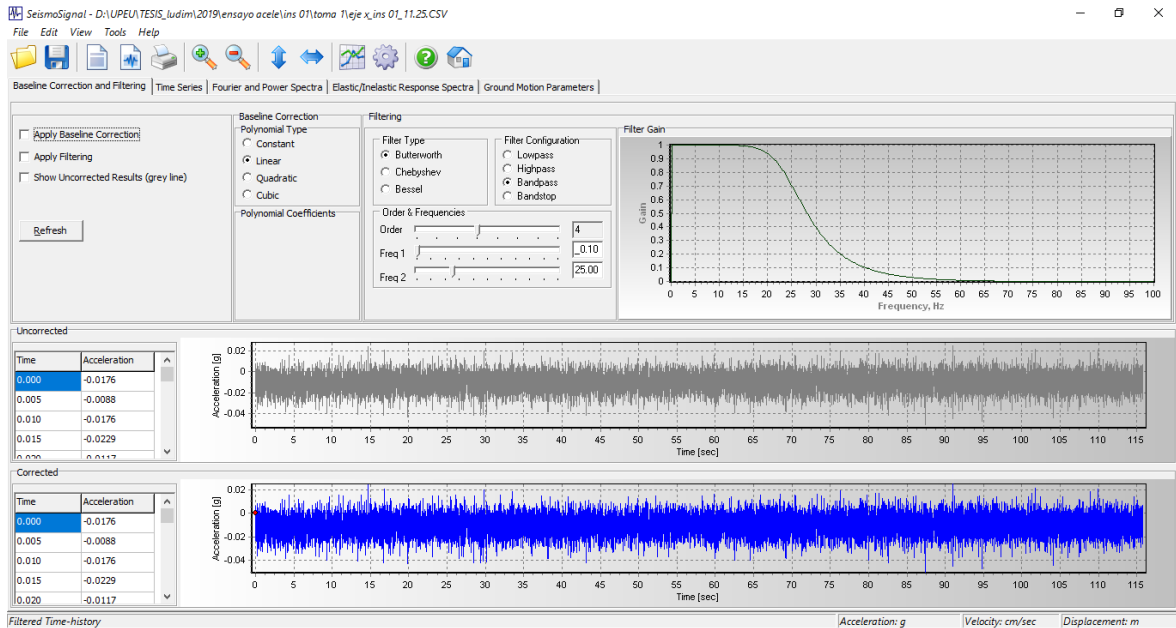 SeismoSignal - D:\UPEU\TESIS_ludim\2019\ensayo acele\ins 01\toma 1\eje x_ins 01_11.25.CSV
File Edit View Tools Help
Baseline Correction and Filtering Time Series Fourier and Power Spectra Elastic/Inelastic Response Spectra Ground Motion Parameters
Apply Baseline Correction
Apply Filtering
Show Uncorrected Results (grey line)
Refresh
Baseline Correction
Polynomial Type
Constant
Linear
Quadratic
Cubic
Polynomial Coefficients
Filtering
Filter Type
Butterworth
Chebyshev
Bessel
Filter Configuration
Lowpass
Highpass
Bandpass
Bandstop
Order & Frequencies
Order 4
Freq 1 _0.10
Freq 2 25.00
Filter Gain
Gain
1
0.9
0.8
0.7
0.6
0.5
0.4
0.3
0.2
0.1
0
0 5 10 15 20 25 30 35 40 45 50 55 60 65 70 75 80 85 90 95 100
Frequency, Hz
Uncorrected
Time Acceleration
0.000 -0.0176
0.005 -0.0088
0.010 -0.0176
0.015 -0.0229
0.020 -0.0117
Acceleration [g]
0.02
0
-0.02
-0.04
0 5 10 15 20 25 30 35 40 45 50 55 60 65 70 75 80 85 90 95 100 105 110 115
Time [sec]
Corrected
Time Acceleration
0.000 -0.0176
0.005 -0.0088
0.010 -0.0176
0.015 -0.0229
0.020 -0.0117
Acceleration [g]
0.02
0
-0.02
-0.04
0 5 10 15 20 25 30 35 40 45 50 55 60 65 70 75 80 85 90 95 100 105 110 115
Time [sec]
Filtered Time-history Acceleration: g Velocity: cm/sec Displacement: m